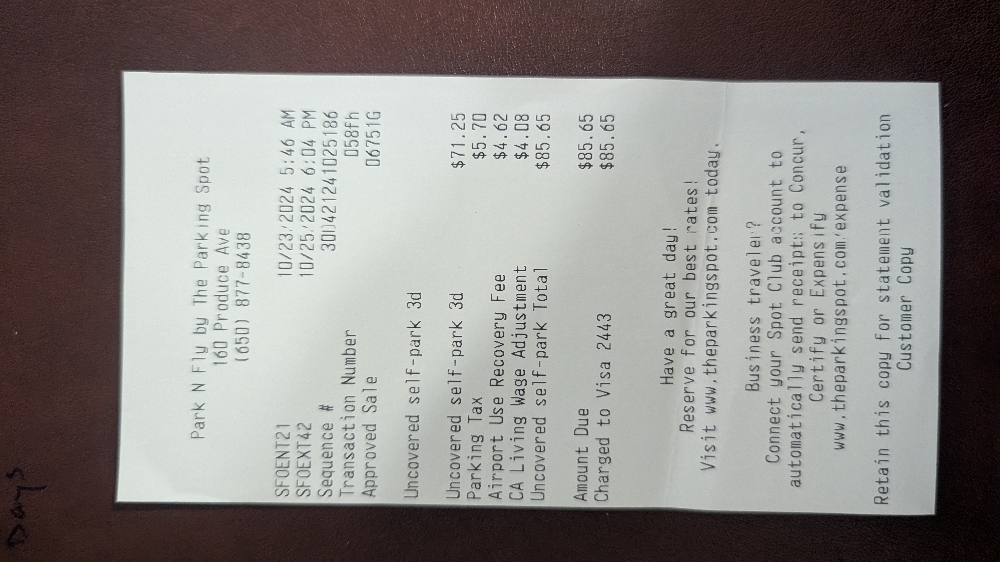 Park N Fly by The Parking Spot
160 Produce Ave
(650) 877-8438
SFOENT21 10/23/2024 5:46 AM
SFOEXT42 10/25/2024 6:04 PM
Sequence # 300421241025186
Transaction Number 058fh
Approved Sale 06751G
Uncovered self-park 3d
Uncovered self-park 3d $71.25
Parking Tax $5.70
Airport Use Recovery Fee $4.62
CA Living Wage Adjustment $4.08
Uncovered self-park Total $85.65
Amount Due $85.65
Charged to Visa 2443 $85.65
Have a great day!
Reserve for our best rates!
Visit www.theparkingspot.com today.
Business traveler?
Connect your Spot Club account to
automatically send receipts to Concur,
Certify or Expensify
www.theparkingspot.com/expense
Retain this copy for statement validation
Customer Copy
Days